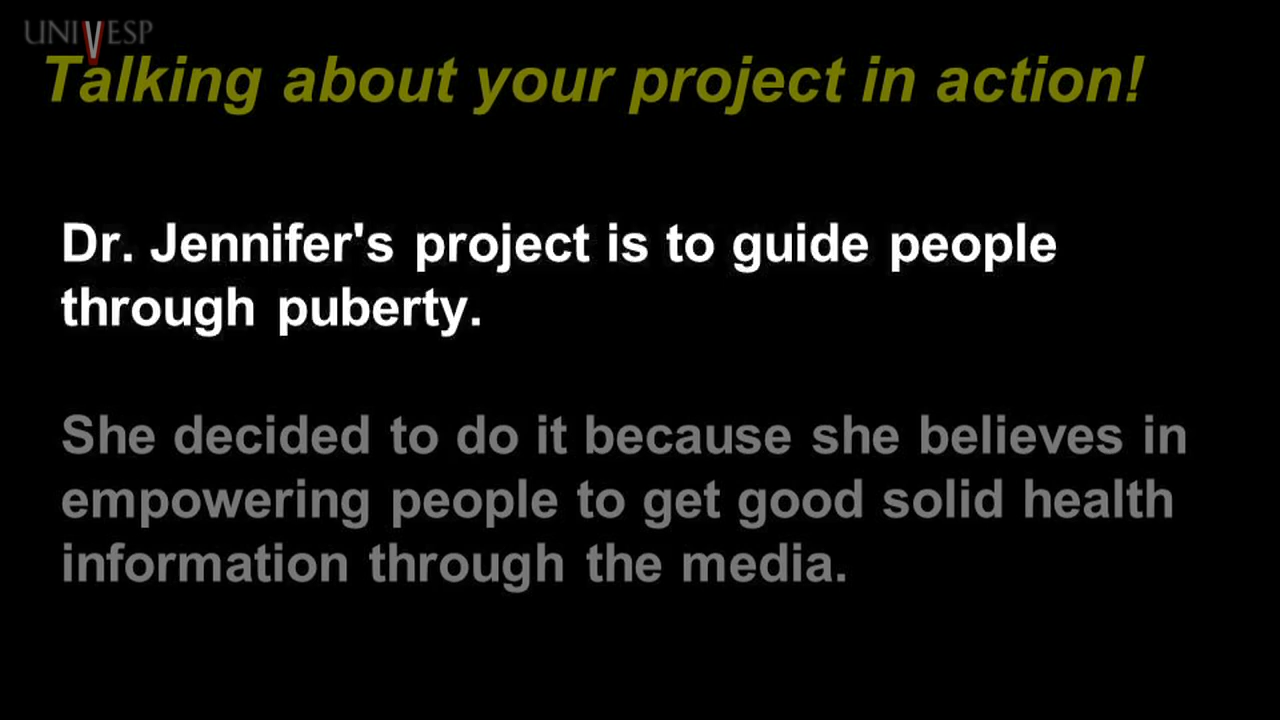 UNIVESP
Talking about your project in action!
Dr. Jennifer's project is to guide people
through puberty.
She decided to do it because she believes in
empowering people to get good solid health
information through the media.